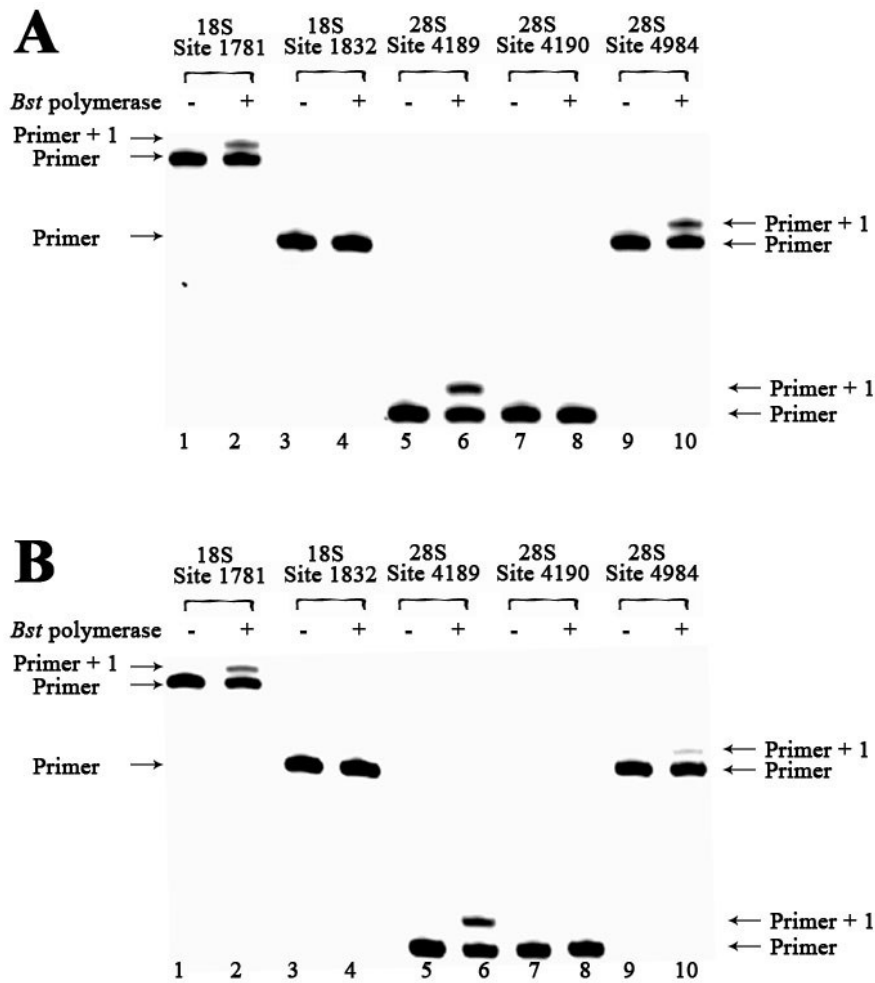 A
18S 18S 28S 28S 28S
Site 1781 Site 1832 Site 4189 Site 4190 Site 4984
Bst polymerase - + - + - + - + - +
Primer + 1
Primer
Primer
Primer + 1
Primer
Primer + 1
Primer
1 2 3 4 5 6 7 8 9 10
B
18S 18S 28S 28S 28S
Site 1781 Site 1832 Site 4189 Site 4190 Site 4984
Bst polymerase - + - + - + - + - +
Primer + 1
Primer
Primer
Primer + 1
Primer
Primer + 1
Primer
1 2 3 4 5 6 7 8 9 10